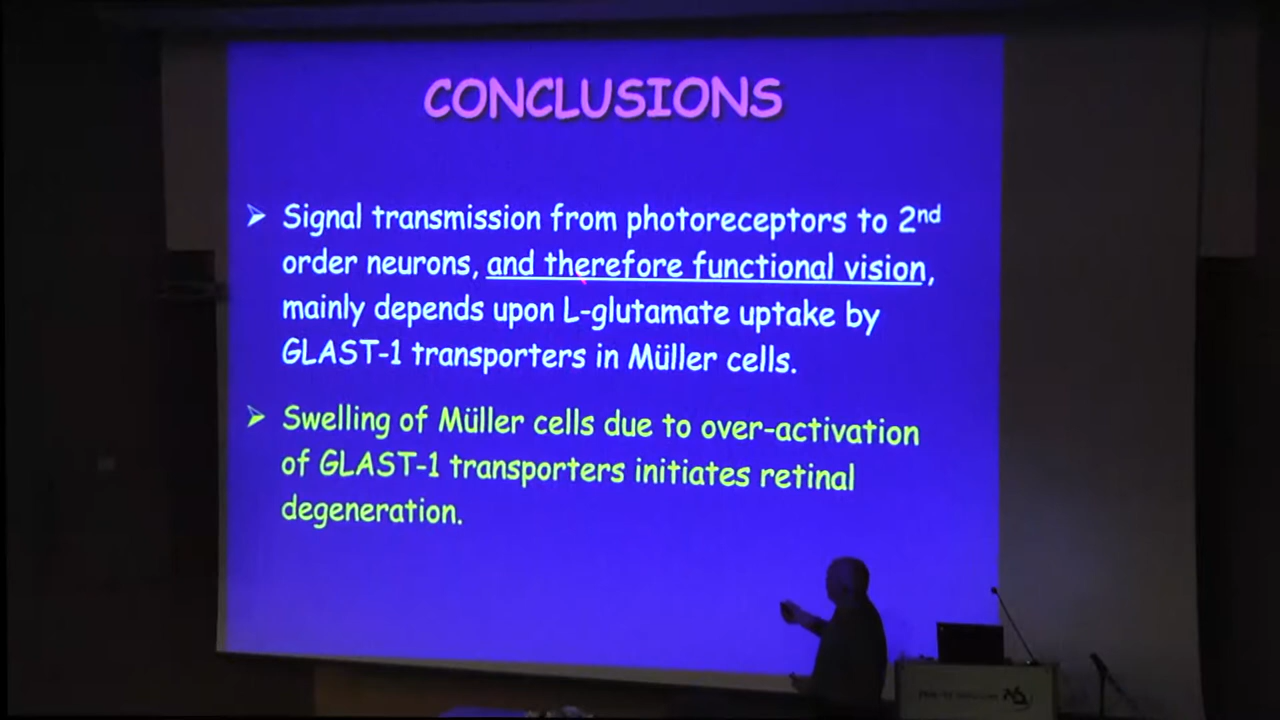 CONCLUSIONS
➢ Signal transmission from photoreceptors to 2nd
order neurons, and therefore functional vision,
mainly depends upon L-glutamate uptake by
GLAST-1 transporters in Müller cells.
➢ Swelling of Müller cells due to over-activation
of GLAST-1 transporters initiates retinal
degeneration.